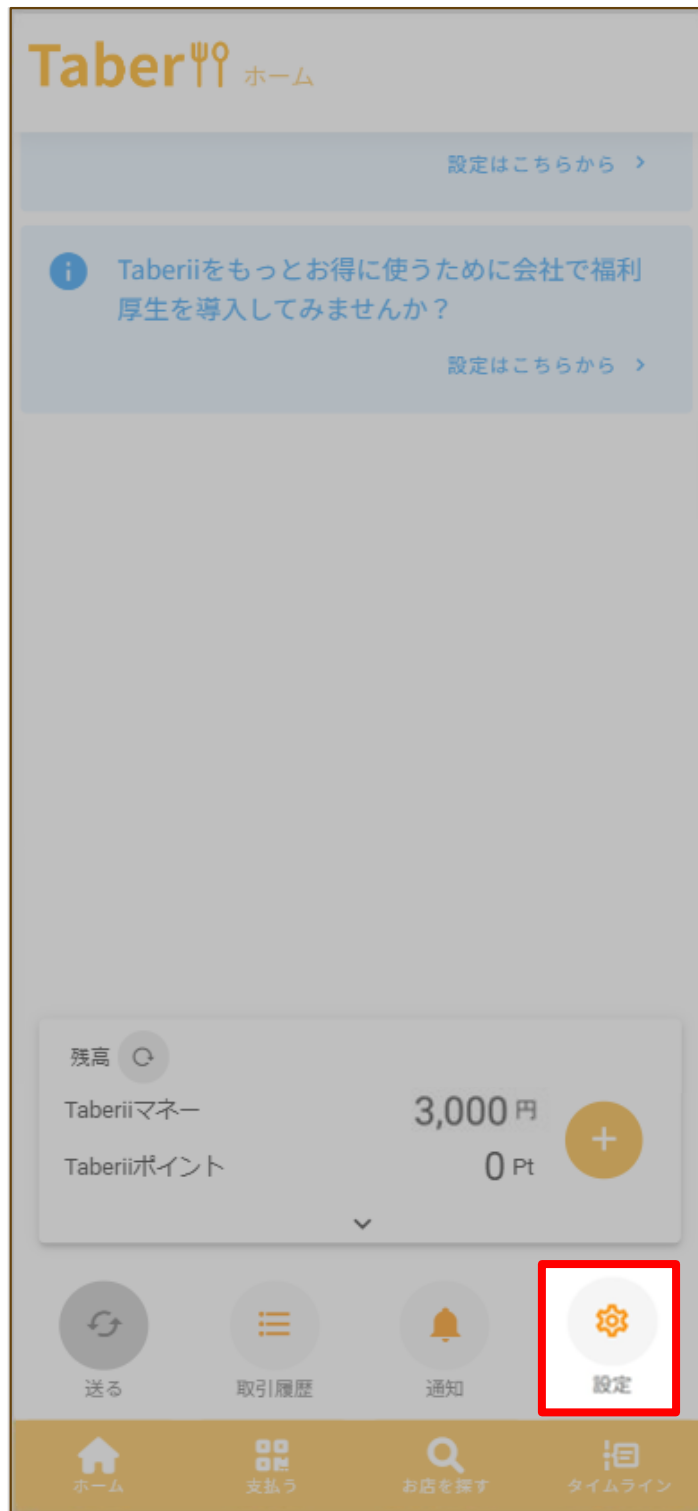 Taberii ホーム
設定はこちらから
Taberiiをもっとお得に使うために会社で福利
厚生を導入してみませんか？
設定はこちらから
残高
Taberiiマネー 3,000 円
Taberiiポイント 0 Pt
送る 取引履歴 通知 設定
ホーム 支払う お店を探す タイムライン